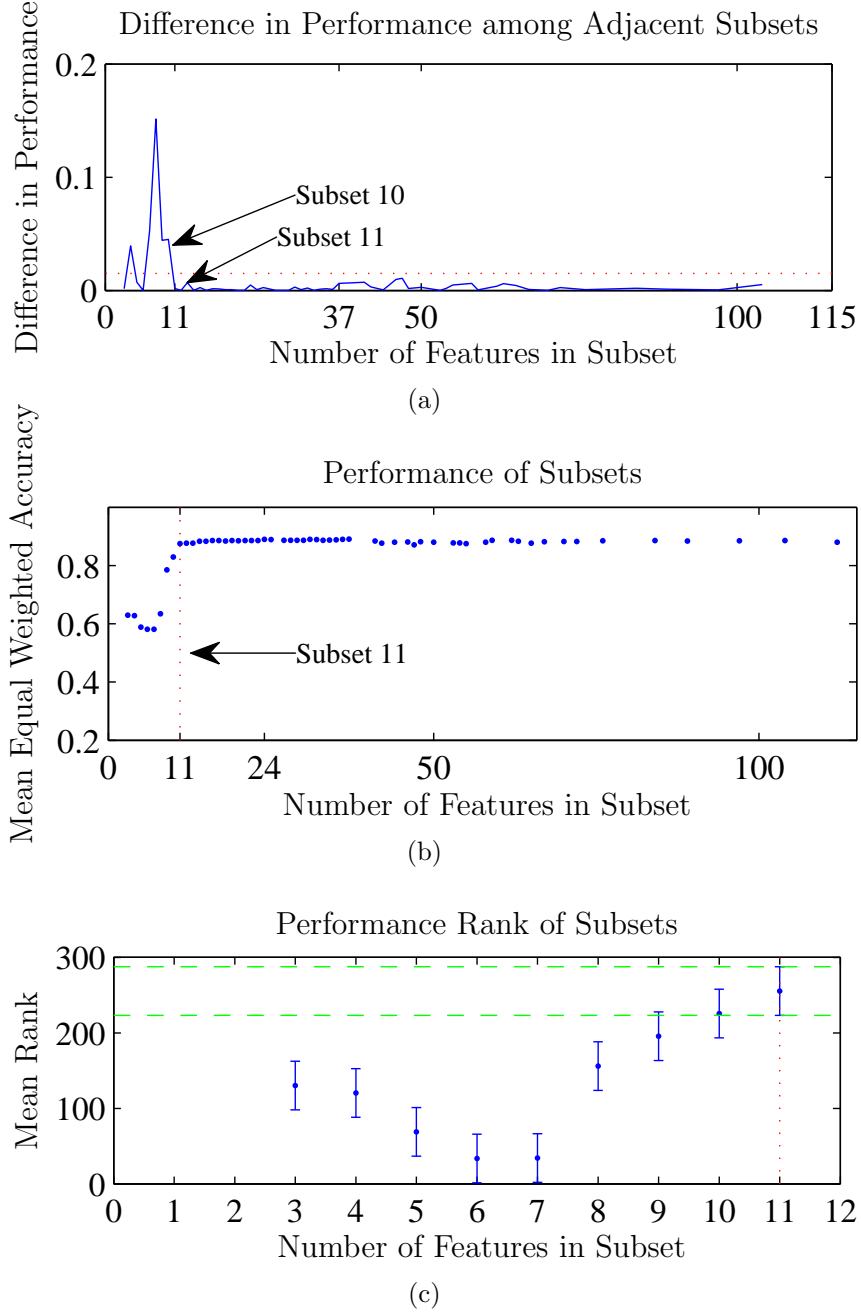 Difference in Performance among Adjacent Subsets
Difference in Performance
0.2
0.1
0
Subset 10
Subset 11
0 11 37 50 100 115
Number of Features in Subset
(a)
Performance of Subsets
Mean Equal Weighted Accuracy
0.8
0.6
0.4
0.2
Subset 11
0 11 24 50 100
Number of Features in Subset
(b)
Performance Rank of Subsets
Mean Rank
300
200
100
0
0 1 2 3 4 5 6 7 8 9 10 11 12
Number of Features in Subset
(c)